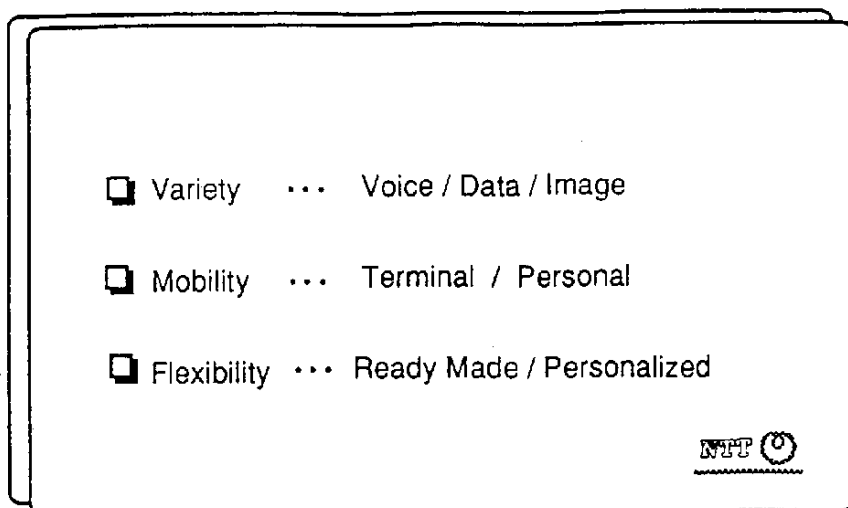 Variety ... Voice / Data / Image
Mobility ... Terminal / Personal
Flexibility ... Ready Made / Personalized
NTT